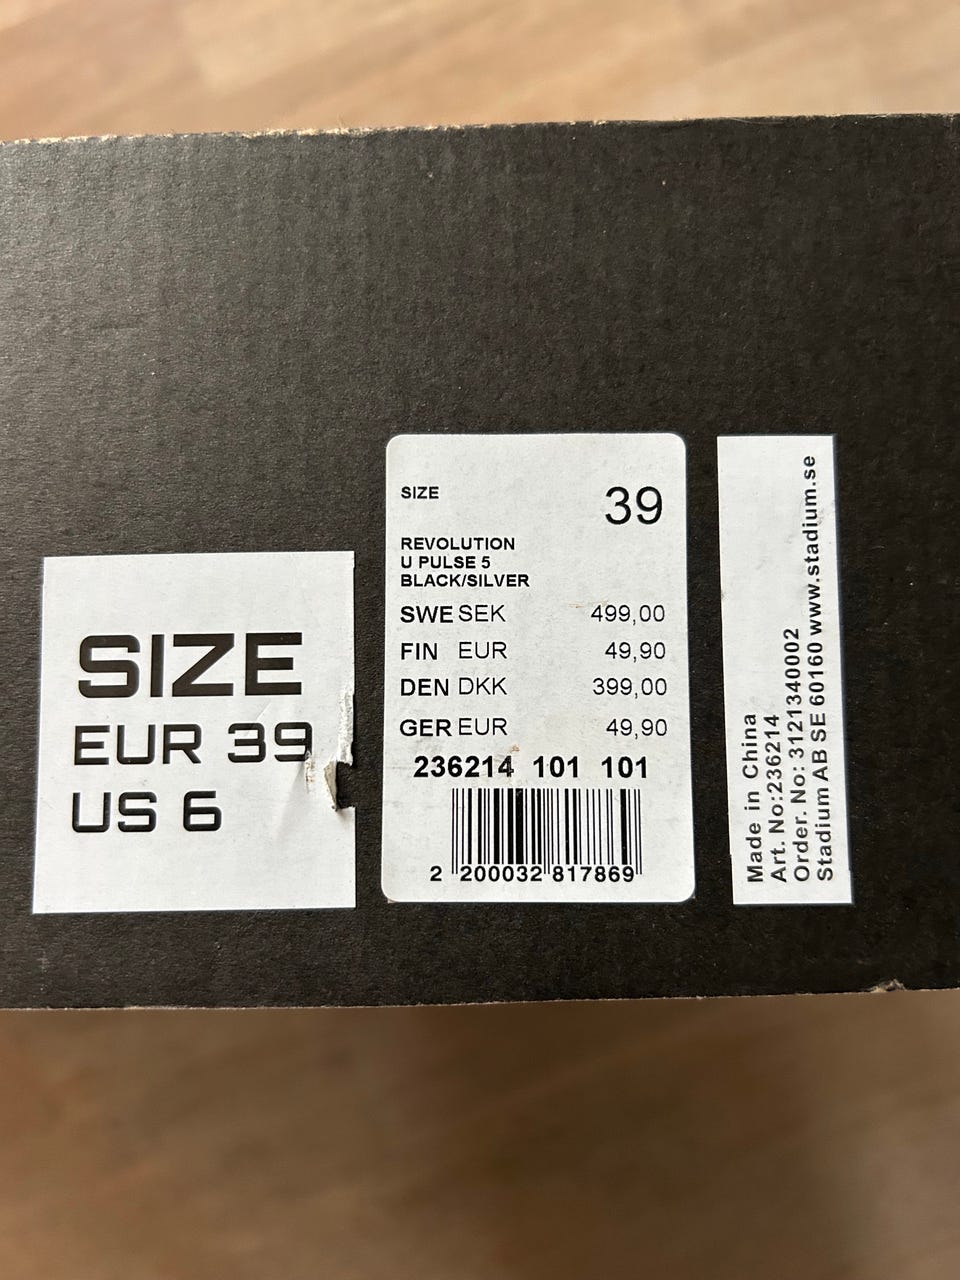 SIZE
EUR 39
US 6
SIZE 39
REVOLUTION
U PULSE 5
BLACK/SILVER
SWE SEK 499,00
FIN EUR 49,90
DEN DKK 399,00
GER EUR 49,90
236214 101 101
2 200032 817869
Made in China
Art. No:236214
Order. No: 3121340002
Stadium AB SE 60160 www.stadium.se